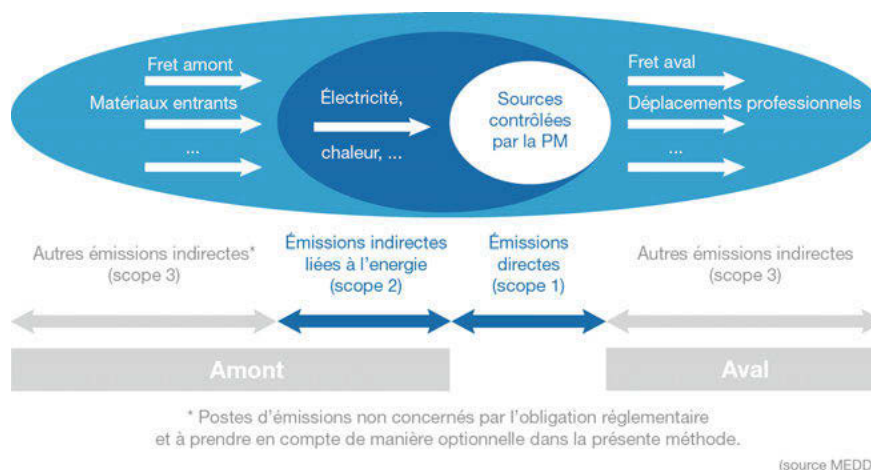 Fret amont
Matériaux entrants
...
Électricité,
chaleur, ...
Sources
contrôlées
par la PM
Fret aval
Déplacements professionnels
...
Autres émissions indirectes*
(scope 3)
Émissions indirectes
liées à l'energie
(scope 2)
Émissions
directes
(scope 1)
Autres émissions indirectes
(scope 3)
Amont
Aval
* Postes d'émissions non concernés par l'obligation réglementaire
et à prendre en compte de manière optionnelle dans la présente méthode.
(source MEDD